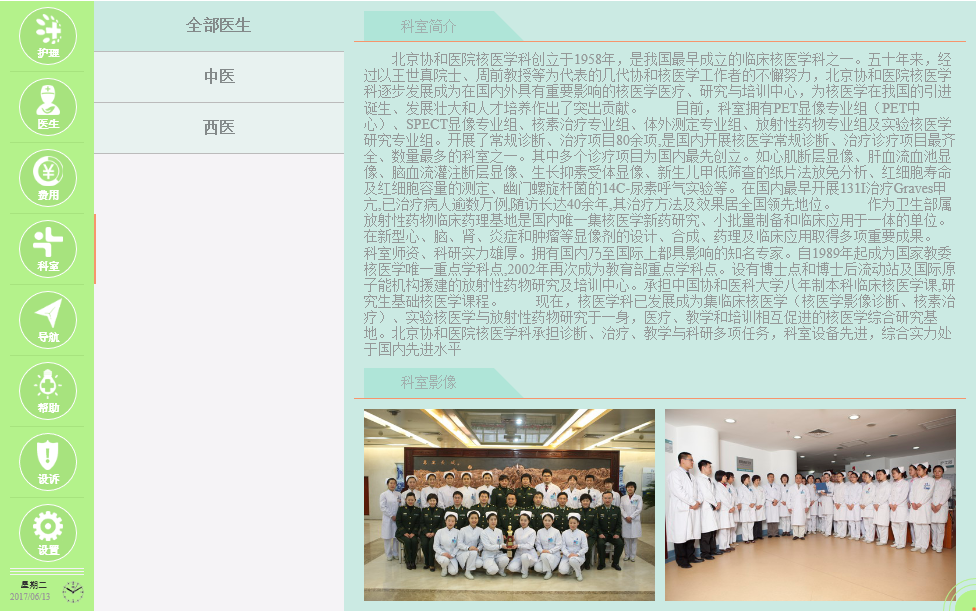 护理
医生
费用
科室
导航
帮助
投诉
设置
星期二
2017/06/13
全部医生
中医
西医
科室简介
北京协和医院核医学科创立于1958年，是我国最早成立的临床核医学科之一。五十年来，经
过以王世真院士、周前教授等为代表的几代协和核医学工作者的不懈努力，北京协和医院核医学
科逐步发展成为在国内外具有重要影响的核医学医疗、研究与培训中心，为核医学在我国的引进
诞生、发展壮大和人才培养作出了突出贡献。 目前，科室拥有PET显像专业组（PET中
心）、SPECT显像专业组、核素治疗专业组、体外测定专业组、放射性药物专业组及实验核医学
研究专业组。开展了常规诊断、治疗项目80余项,是国内开展核医学常规诊断、治疗诊疗项目最齐
全、数量最多的科室之一。其中多个诊疗项目为国内最先创立。如心肌断层显像、肝血流血池显
像、脑血流灌注断层显像、生长抑素受体显像、新生儿甲低筛查的纸片法放免分析、红细胞寿命
及红细胞容量的测定、幽门螺旋杆菌的14C-尿素呼气实验等。在国内最早开展131I治疗Graves甲
亢,已治疗病人逾数万例,随访长达40余年,其治疗方法及效果居全国领先地位。 作为卫生部属
放射性药物临床药理基地是国内唯一集核医学新药研究、小批量制备和临床应用于一体的单位。
在新型心、脑、肾、炎症和肿瘤等显像剂的设计、合成、药理及临床应用取得多项重要成果。
科室师资、科研实力雄厚。拥有国内乃至国际上都具影响的知名专家。自1989年起成为国家教委
核医学唯一重点学科点,2002年再次成为教育部重点学科点。设有博士点和博士后流动站及国际原
子能机构援建的放射性药物研究及培训中心。承担中国协和医科大学八年制本科临床核医学课,研
究生基础核医学课程。 现在，核医学科已发展成为集临床核医学（核医学影像诊断、核素治
疗）、实验核医学与放射性药物研究于一身，医疗、教学和培训相互促进的核医学综合研究基
地。北京协和医院核医学科承担诊断、治疗、教学与科研多项任务，科室设备先进，综合实力处
于国内先进水平
科室影像